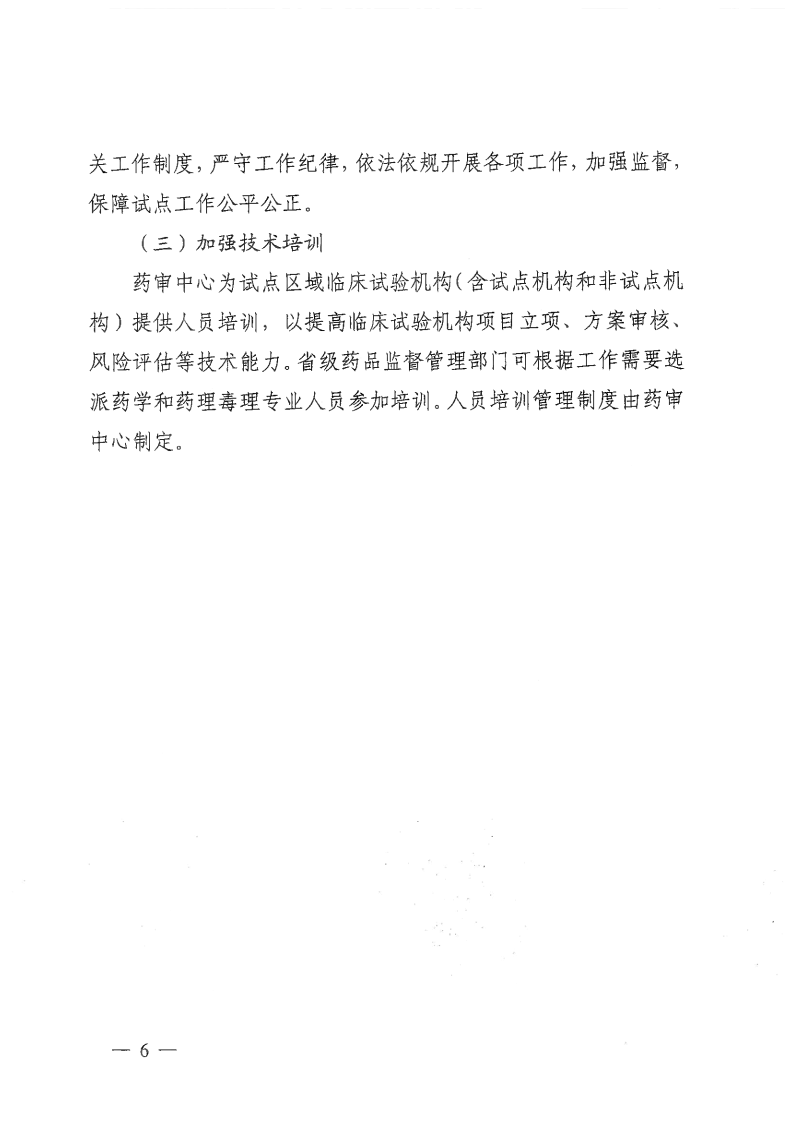 关工作制度，严守工作纪律，依法依规开展各项工作，加强监督，
保障试点工作公平公正。
（三）加强技术培训
药审中心为试点区域临床试验机构（含试点机构和非试点机
构）提供人员培训，以提高临床试验机构项目立项、方案审核、
风险评估等技术能力。省级药品监督管理部门可根据工作需要选
派药学和药理毒理专业人员参加培训。人员培训管理制度由药审
中心制定。
— 6 —